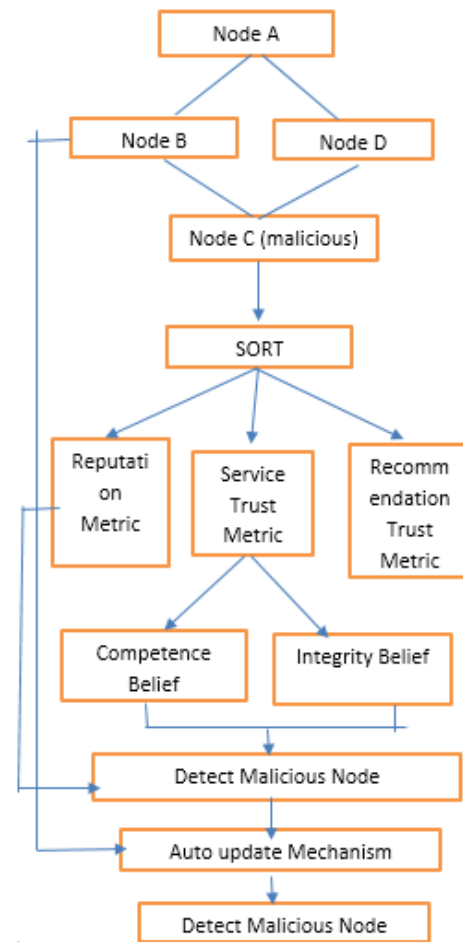 Node A
Node B
Node D
Node C (malicious)
SORT
Reputati
on
Metric
Service
Trust
Metric
Recomm
endation
Trust
Metric
Competence
Belief
Integrity Belief
Detect Malicious Node
Auto update Mechanism
Detect Malicious Node